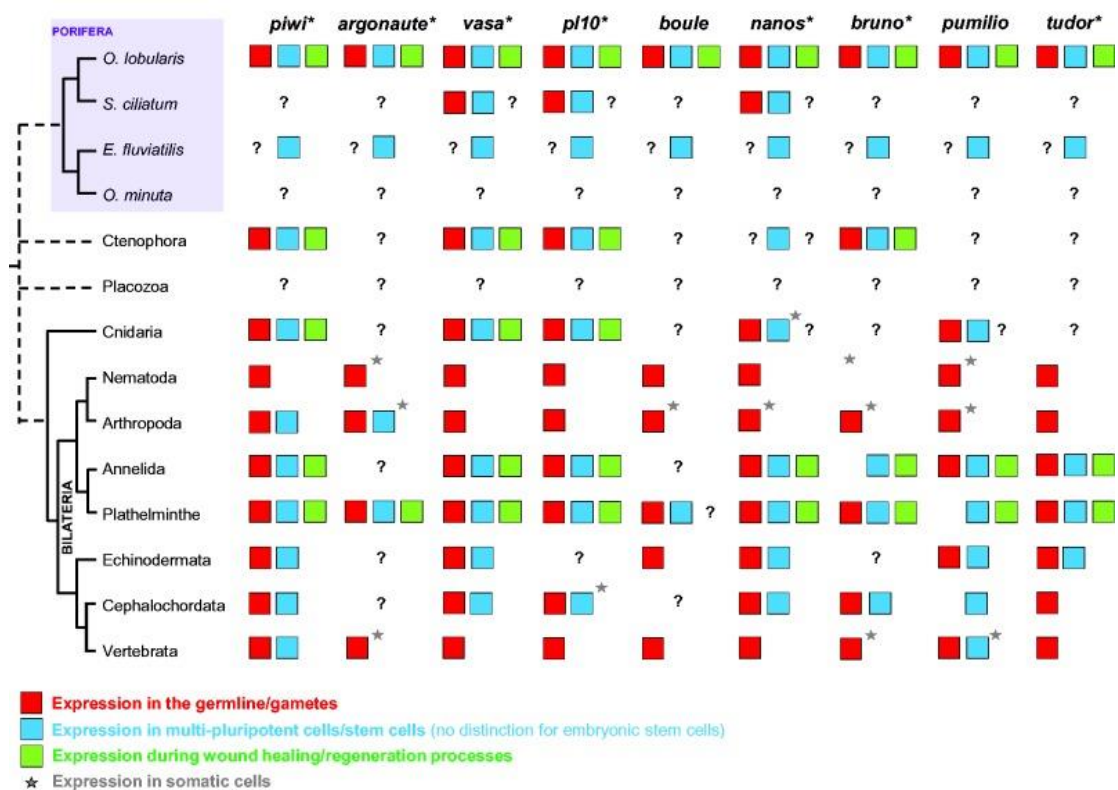 piwi* argonaute* vasa* pl10* boule nanos* bruno* pumilio tudor*
PORIFERA
O. lobularis
S. ciliatum ? ? ? ? ? ? ? ? ?
E. fluviatilis ? ? ? ? ? ? ? ? ?
O. minuta ? ? ? ? ? ? ? ? ?
Ctenophora ? ? ? ? ? ?
Placozoa ? ? ? ? ? ? ? ? ?
Cnidaria ? ? ? ? ? ?
Nematoda
Arthropoda
Annelida ? ?
Plathelminthe ?
BILATERIA
Echinodermata ? ? ?
Cephalochordata ? ?
Vertebrata
Expression in the germline/gametes
Expression in multi-pluripotent cells/stem cells (no distinction for embryonic stem cells)
Expression during wound healing/regeneration processes
Expression in somatic cells